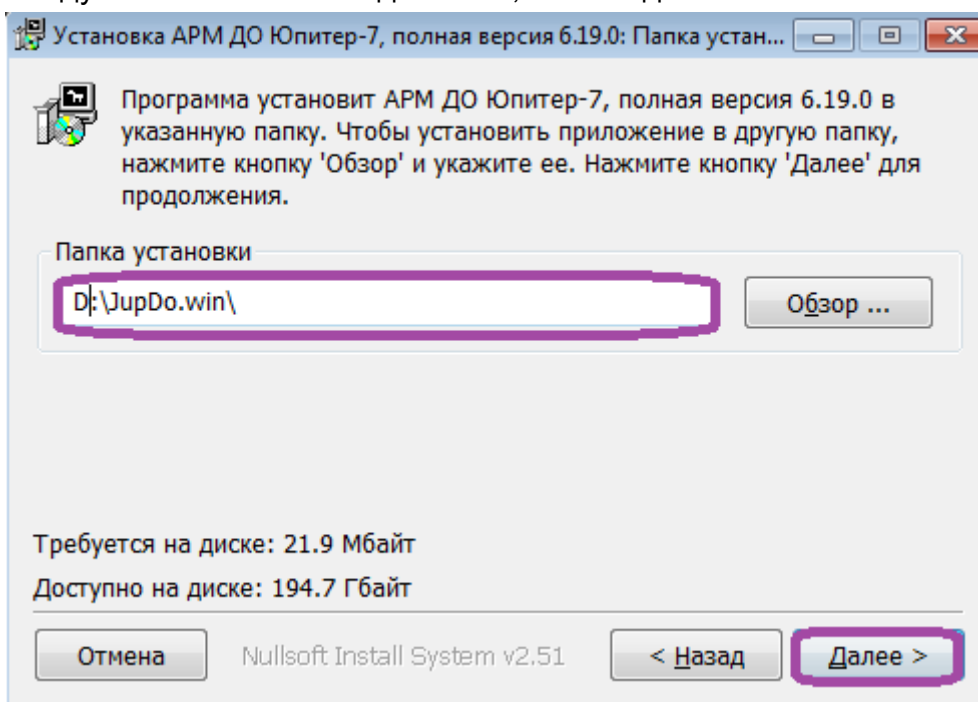 Установка АРМ ДО Юпитер-7, полная версия 6.19.0: Папка устан...
Программа установит АРМ ДО Юпитер-7, полная версия 6.19.0 в
указанную папку. Чтобы установить приложение в другую папку,
нажмите кнопку 'Обзор' и укажите ее. Нажмите кнопку 'Далее' для
продолжения.
Папка установки
D:\JupDo.win\
Обзор ...
Требуется на диске: 21.9 Мбайт
Доступно на диске: 194.7 Гбайт
Отмена
Nullsoft Install System v2.51
< Назад
Далее >